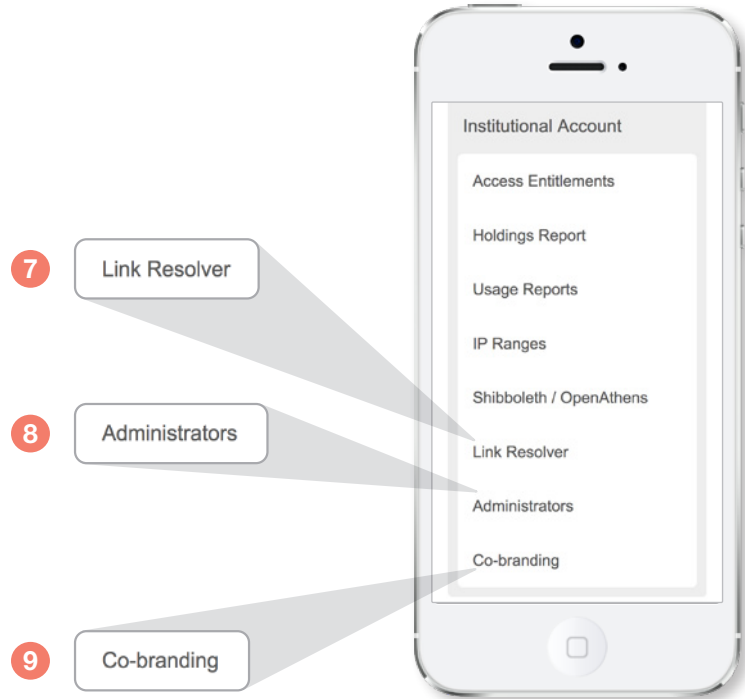 Institutional Account
Access Entitlements
Holdings Report
Usage Reports
IP Ranges
Shibboleth / OpenAthens
Link Resolver
Administrators
Co-branding
7 Link Resolver
8 Administrators
9 Co-branding